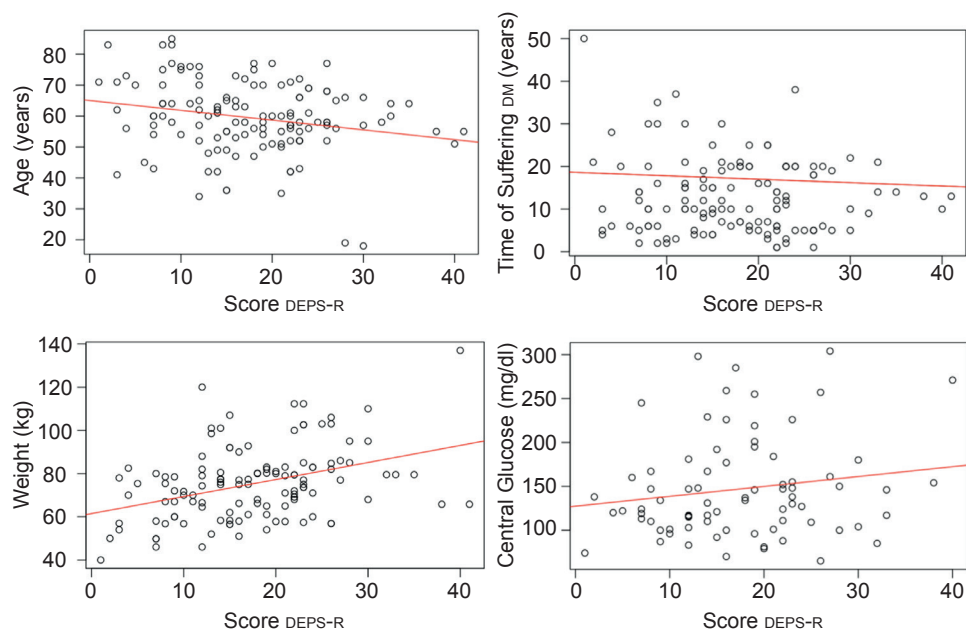 Age (years)
80
70
60
50
40
30
20
0 10 20 30 40
Score DEPS-R
Time of Suffering DM (years)
50
40
30
20
10
0
0 10 20 30 40
Score DEPS-R
Weight (kg)
140
120
100
80
60
40
0 10 20 30 40
Score DEPS-R
Central Glucose (mg/dl)
300
250
200
150
100
0 10 20 30 40
Score DEPS-R